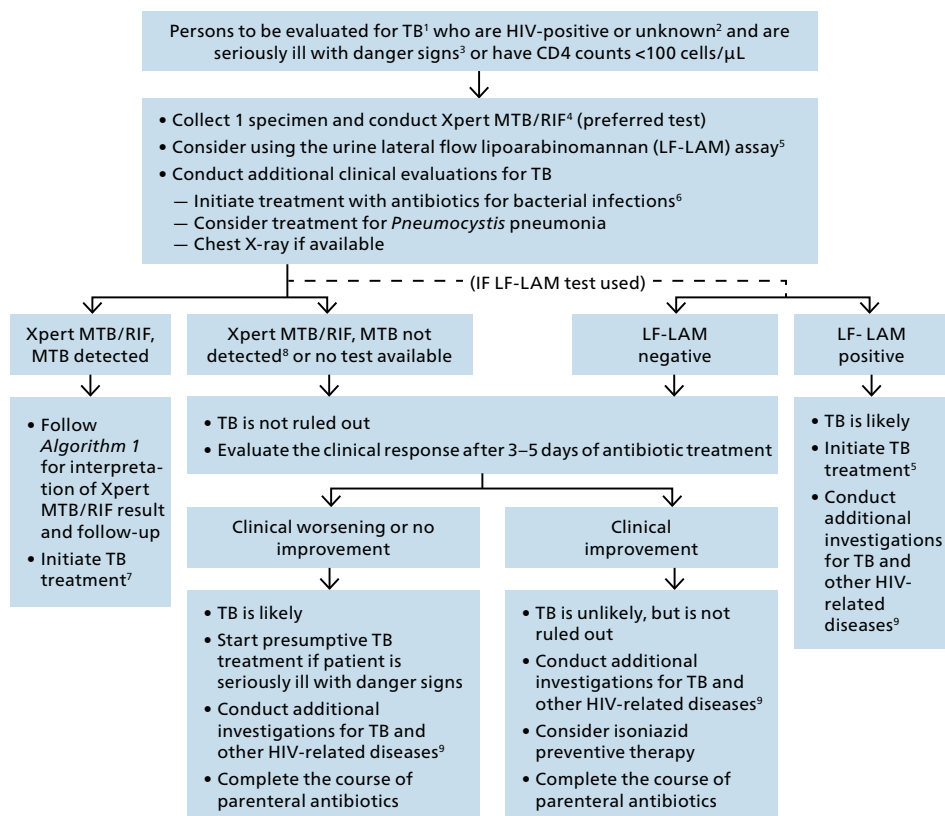 Persons to be evaluated for TB¹ who are HIV-positive or unknown² and are
seriously ill with danger signs³ or have CD4 counts <100 cells/µL
• Collect 1 specimen and conduct Xpert MTB/RIF⁴ (preferred test)
• Consider using the urine lateral flow lipoarabinomannan (LF-LAM) assay⁵
• Conduct additional clinical evaluations for TB
— Initiate treatment with antibiotics for bacterial infections⁶
— Consider treatment for Pneumocystis pneumonia
— Chest X-ray if available
(IF LF-LAM test used)
Xpert MTB/RIF,
MTB detected
Xpert MTB/RIF, MTB not
detected⁸ or no test available
LF-LAM
negative
LF- LAM
positive
• Follow
Algorithm 1
for interpreta-
tion of Xpert
MTB/RIF result
and follow-up
• Initiate TB
treatment⁷
• TB is not ruled out
• Evaluate the clinical response after 3–5 days of antibiotic treatment
• TB is likely
• Initiate TB
treatment⁵
• Conduct
additional
investigations
for TB and
other HIV-
related
diseases⁹
Clinical worsening or no
improvement
Clinical
improvement
• TB is likely
• Start presumptive TB
treatment if patient is
seriously ill with danger signs
• Conduct additional
investigations for TB and
other HIV-related diseases⁹
• Complete the course of
parenteral antibiotics
• TB is unlikely, but is not
ruled out
• Conduct additional
investigations for TB and
other HIV-related diseases⁹
• Consider isoniazid
preventive therapy
• Complete the course of
parenteral antibiotics